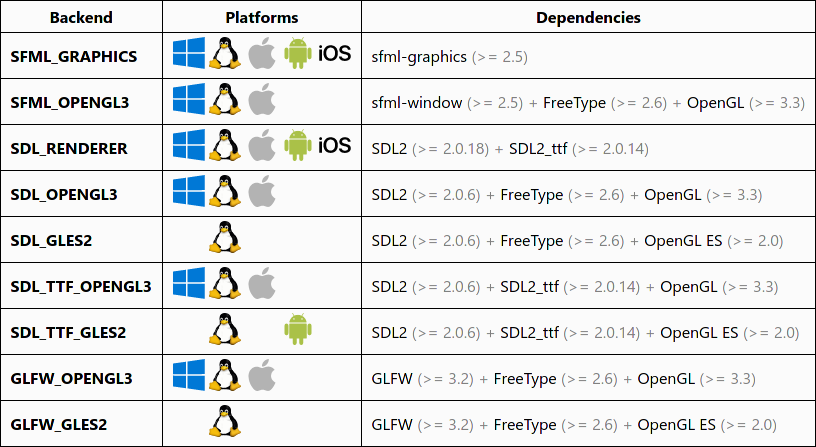 Backend Platforms Dependencies
SFML_GRAPHICS iOS sfml-graphics (>= 2.5)
SFML_OPENGL3 sfml-window (>= 2.5) + FreeType (>= 2.6) + OpenGL (>= 3.3)
SDL_RENDERER iOS SDL2 (>= 2.0.18) + SDL2_ttf (>= 2.0.14)
SDL_OPENGL3 SDL2 (>= 2.0.6) + FreeType (>= 2.6) + OpenGL (>= 3.3)
SDL_GLES2 SDL2 (>= 2.0.6) + FreeType (>= 2.6) + OpenGL ES (>= 2.0)
SDL_TTF_OPENGL3 SDL2 (>= 2.0.6) + SDL2_ttf (>= 2.0.14) + OpenGL (>= 3.3)
SDL_TTF_GLES2 SDL2 (>= 2.0.6) + SDL2_ttf (>= 2.0.14) + OpenGL ES (>= 2.0)
GLFW_OPENGL3 GLFW (>= 3.2) + FreeType (>= 2.6) + OpenGL (>= 3.3)
GLFW_GLES2 GLFW (>= 3.2) + FreeType (>= 2.6) + OpenGL ES (>= 2.0)